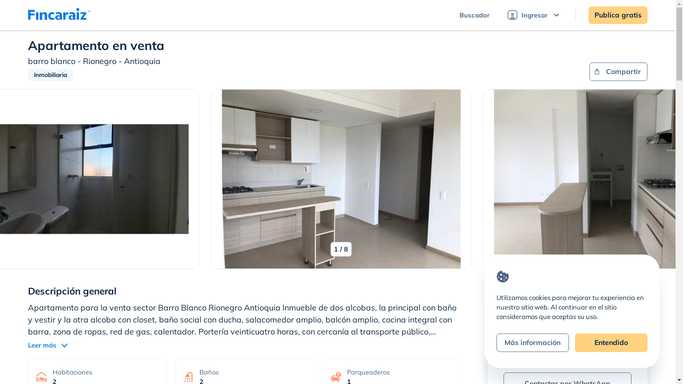 Fincaraiz
Buscador
Ingresar
Publica gratis
Apartamento en venta
barro blanco - Rionegro - Antioquia
Inmobiliaria
Compartir
1 / 8
Descripción general
Apartamento para la venta sector Barro Blanco Rionegro Antioquia Inmueble de dos alcobas, la principal con baño
y vestir y la otra alcoba con closet, baño social con ducha, salacomedor amplio, balcón amplio, cocina integral con
barra, zona de ropas, red de gas, calentador. Portería veinticuatro horas, con cercanía al transporte público,...
Leer más
Habitaciones
2
Baños
2
Parqueaderos
1
Utilizamos cookies para mejorar tu experiencia en
nuestro sitio web. Al continuar en el sitio
consideramos que aceptas su uso.
Más información
Entendido
Contactar por WhatsApp